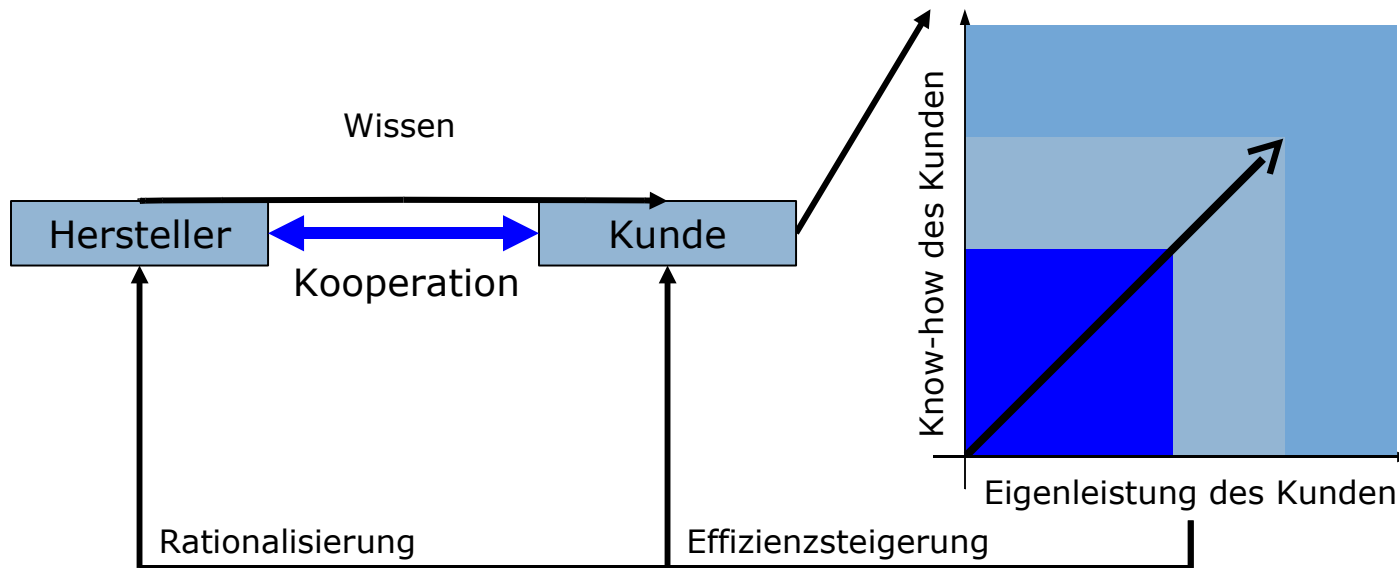 Wissen
Hersteller
Kunde
Kooperation
Know-how des Kunden
Eigenleistung des Kunden
Rationalisierung
Effizienzsteigerung